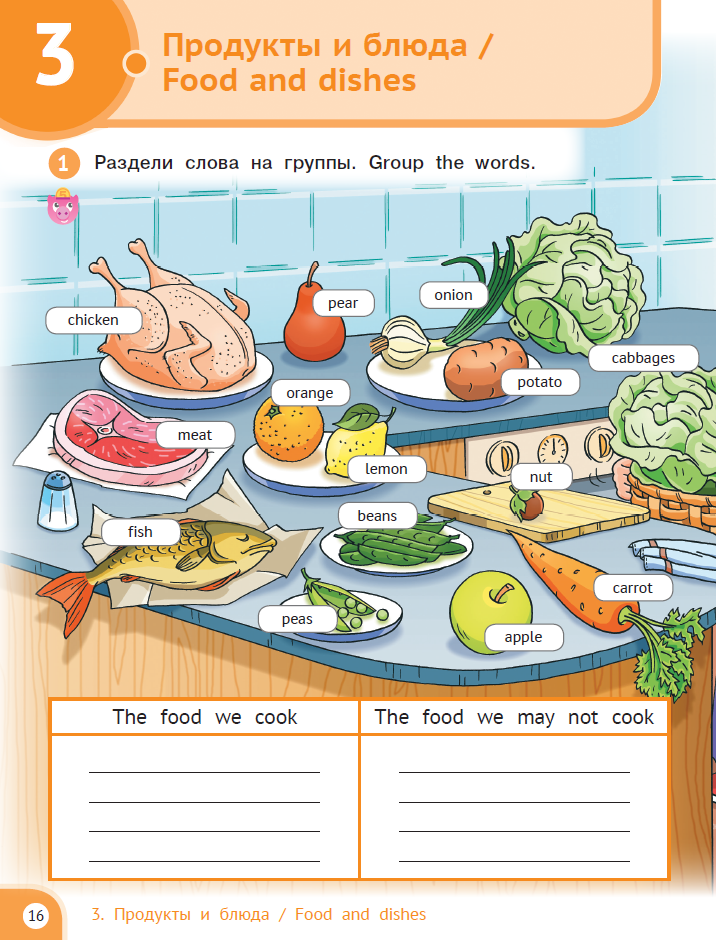 3
Продукты и блюда /
Food and dishes
1 Раздели слова на группы. Group the words.
5
chicken
pear
onion
cabbages
potato
orange
meat
lemon
nut
beans
fish
carrot
peas
apple
The food we cook
The food we may not cook
16
3. Продукты и блюда / Food and dishes